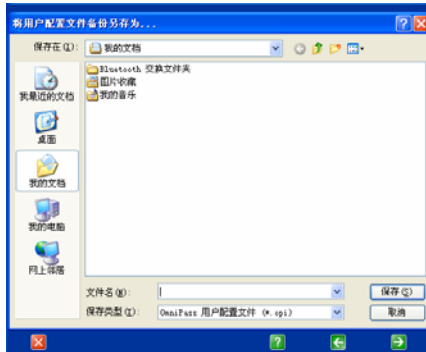 将用户配置文件备份另存为...
保存在(I):
我的文档
Bluetooth 交换文件夹
图片收藏
我的音乐
我最近的文档
桌面
我的文档
我的电脑
网上邻居
文件名(N):
保存(S)
保存类型(T):
OmniPass 用户配置文件 (*.opi)
取消